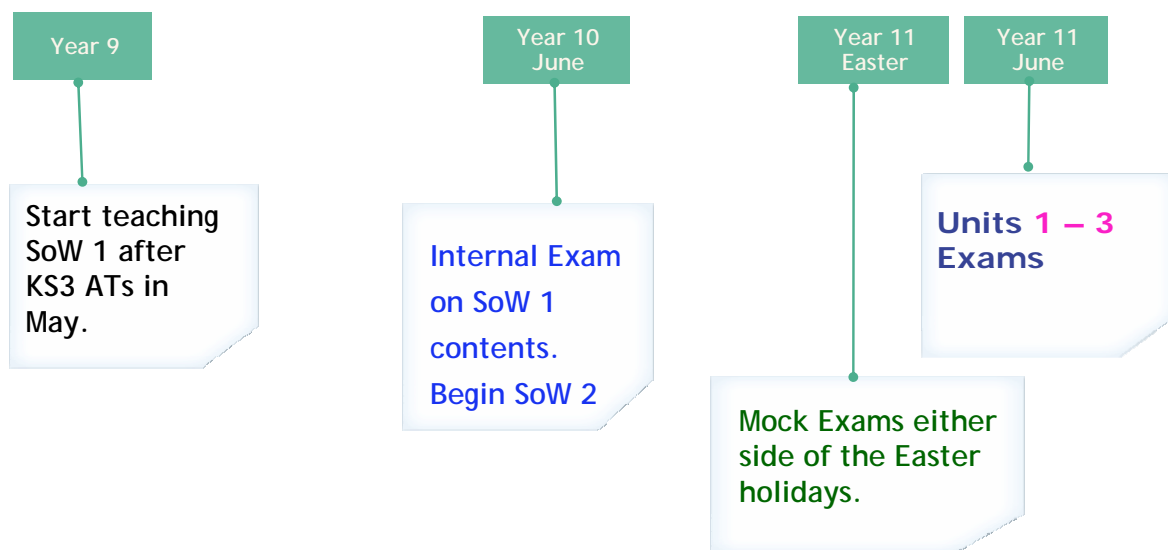 Year 9
Year 10
June
Year 11
Easter
Year 11
June
Start teaching
SoW 1 after
KS3 ATs in
May.
Internal Exam
on SoW 1
contents.
Begin SoW 2
Units 1 – 3
Exams
Mock Exams either
side of the Easter
holidays.